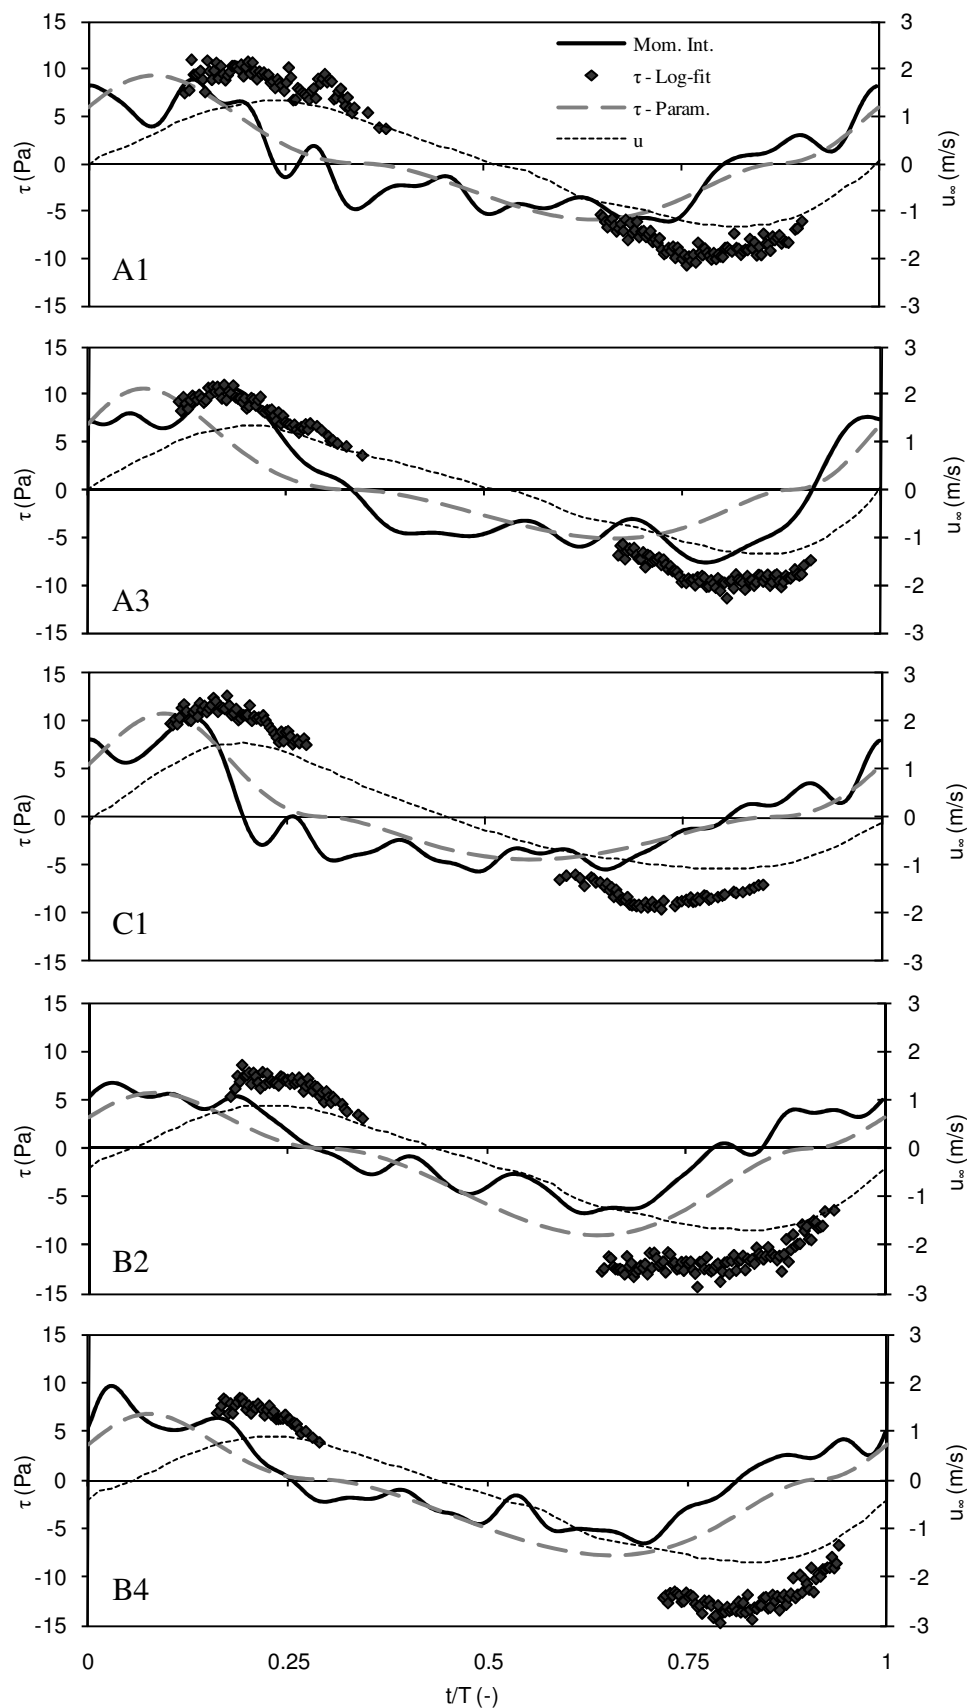 15 3
Mom. Int.
10 2
τ - Log-fit
5 1
τ - Param.
u
τ (Pa) 0 0 u∞ (m/s)
-5 -1
-10 -2
A1
-15 -3
15 3
10 2
5 1
τ (Pa) 0 0 u∞ (m/s)
-5 -1
-10 -2
A3
-15 -3
15 3
10 2
5 1
τ (Pa) 0 0 u∞ (m/s)
-5 -1
-10 -2
C1
-15 -3
15 3
10 2
5 1
τ (Pa) 0 0 u∞ (m/s)
-5 -1
-10 -2
B2
-15 -3
15 3
10 2
5 1
τ (Pa) 0 0 u∞ (m/s)
-5 -1
-10 -2
B4
-15 -3
0 0.25 0.5 0.75 1
t/T (-)